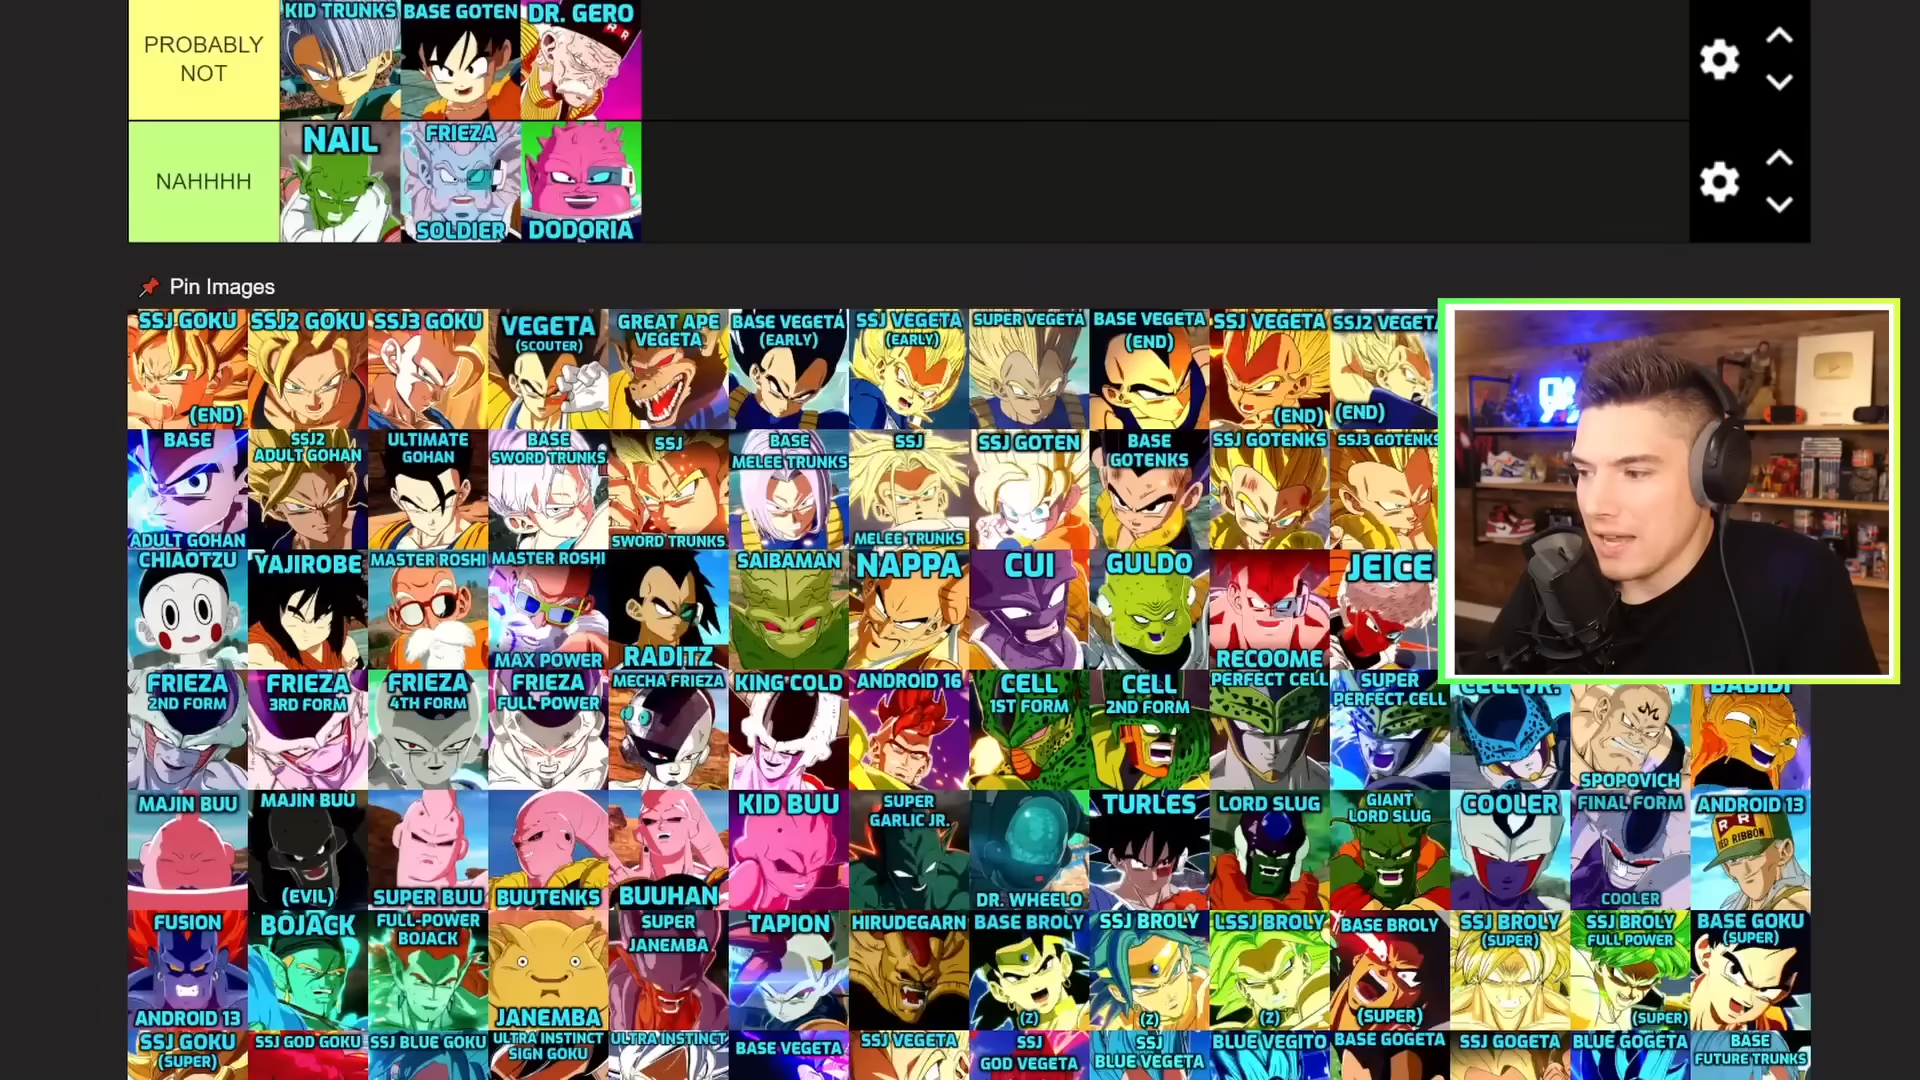 KID TRUNKS BASE GOTEN DR. GERO
PROBABLY
NOT
RR
NAHHHH
NAIL
FRIEZA
SOLDIER
DODORIA
Pin Images
SSJ GOKU
(END)
SSJ2 GOKU
SSJ3 GOKU
VEGETA
(SCOUTER)
GREAT APE
VEGETA
BASE VEGETA
(EARLY)
SSJ VEGETA
(EARLY)
SUPER VEGETA
BASE VEGETA
(END)
SSJ VEGETA
(END)
SSJ2 VEGETA
(END)
BASE
ADULT GOHAN
SSJ2
ADULT GOHAN
ULTIMATE
GOHAN
BASE
SWORD TRUNKS
SSJ
SWORD TRUNKS
BASE
MELEE TRUNKS
SSJ
MELEE TRUNKS
SSJ GOTEN
BASE
GOTENKS
SSJ GOTENKS
SSJ3 GOTENKS
CHIAOTZU
YAJIROBE
MASTER ROSHI
MASTER ROSHI
MAX POWER
RADITZ
SAIBAMAN
NAPPA
CUI
GULDO
RECOOME
JEICE
FRIEZA
2ND FORM
FRIEZA
3RD FORM
FRIEZA
4TH FORM
FRIEZA
FULL POWER
MECHA FRIEZA
KING COLD
ANDROID 16
CELL
1ST FORM
CELL
2ND FORM
PERFECT CELL
SUPER
PERFECT CELL
CELL JR.
SPOPOVICH
BABIDI
MAJIN BUU
MAJIN BUU
(EVIL)
SUPER BUU
BUUTENKS
BUUHAN
KID BUU
SUPER
GARLIC JR.
DR. WHEELO
TURLES
LORD SLUG
GIANT
LORD SLUG
COOLER
FINAL FORM
COOLER
ANDROID 13
RR
RED RIBBON
FUSION
ANDROID 13
BOJACK
FULL-POWER
BOJACK
JANEMBA
SUPER
JANEMBA
TAPION
HIRUDEGARN
BASE BROLY
(Z)
SSJ BROLY
(Z)
LSSJ BROLY
(Z)
BASE BROLY
(SUPER)
SSJ BROLY
(SUPER)
SSJ BROLY
FULL POWER
(SUPER)
BASE GOKU
(SUPER)
SSJ GOKU
(SUPER)
SSJ GOD GOKU
SSJ BLUE GOKU
ULTRA INSTINCT
SIGN GOKU
ULTRA INSTINCT
BASE VEGETA
SSJ VEGETA
SSJ
GOD VEGETA
SSJ
BLUE VEGETA
BLUE VEGITO
BASE GOGETA
SSJ GOGETA
BLUE GOGETA
BASE
FUTURE TRUNKS